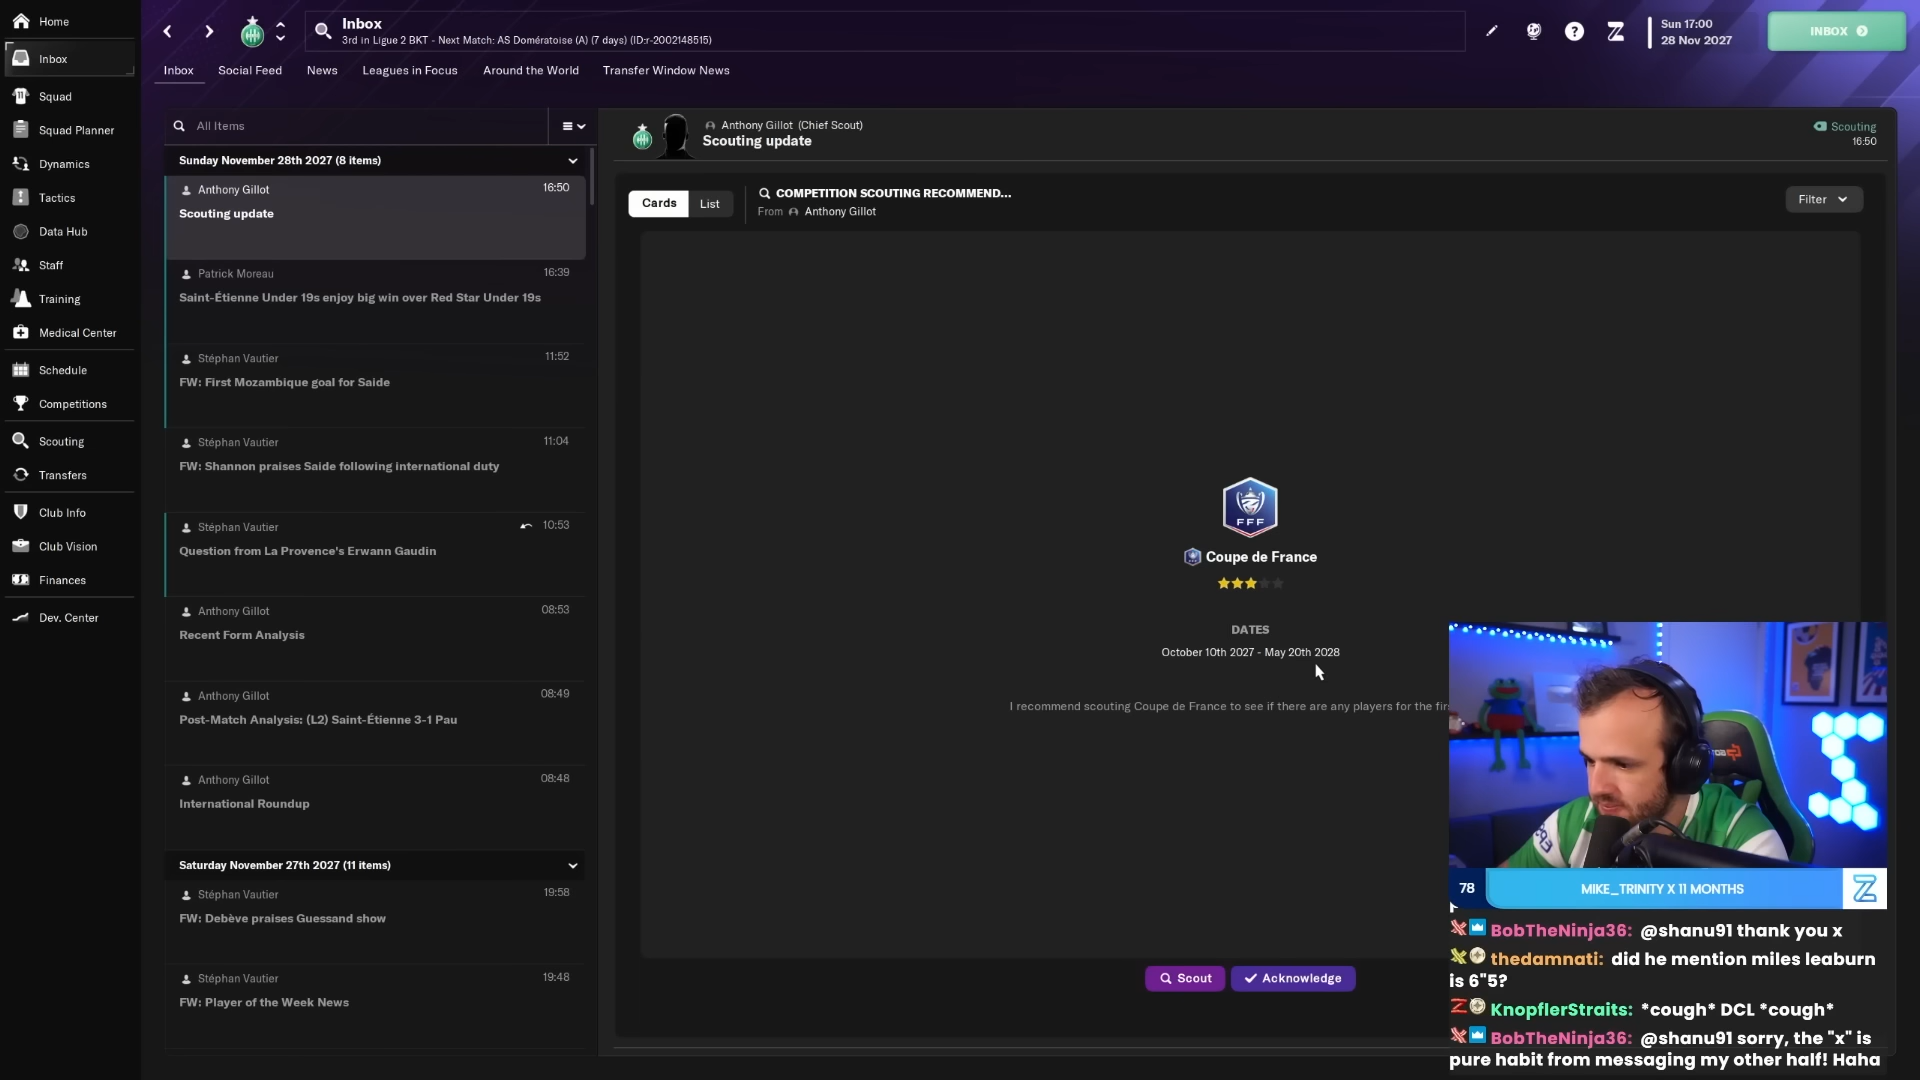 Home
Inbox
Squad
Squad Planner
Dynamics
Tactics
Data Hub
Staff
Training
Medical Center
Schedule
Competitions
Scouting
Transfers
Club Info
Club Vision
Finances
Dev. Center
Inbox
3rd in Ligue 2 BKT - Next Match: AS Domératoise (A) (7 days) (ID:r-2002148515)
Sun 17:00
28 Nov 2027
INBOX
Inbox
Social Feed
News
Leagues in Focus
Around the World
Transfer Window News
All Items
Sunday November 28th 2027 (8 items)
Anthony Gillot 16:50
Scouting update
Patrick Moreau 16:39
Saint-Étienne Under 19s enjoy big win over Red Star Under 19s
Stéphan Vautier 11:52
FW: First Mozambique goal for Saide
Stéphan Vautier 11:04
FW: Shannon praises Saide following international duty
Stéphan Vautier 10:53
Question from La Provence's Erwann Gaudin
Anthony Gillot 08:53
Recent Form Analysis
Anthony Gillot 08:49
Post-Match Analysis: (L2) Saint-Étienne 3-1 Pau
Anthony Gillot 08:48
International Roundup
Saturday November 27th 2027 (11 items)
Stéphan Vautier 19:58
FW: Debève praises Guessand show
Stéphan Vautier 19:48
FW: Player of the Week News
Anthony Gillot (Chief Scout)
Scouting update
Scouting
16:50
Cards
List
COMPETITION SCOUTING RECOMMEND...
From Anthony Gillot
Filter
FFF
Coupe de France
DATES
October 10th 2027 - May 20th 2028
I recommend scouting Coupe de France to see if there are any players for the
Scout
Acknowledge
78
MIKE_TRINITY X 11 MONTHS
BobTheNinja36: @shanu91 thank you x
thedamnati: did he mention miles leaburn
is 6"5?
KnopflerStraits: *cough* DCL *cough*
BobTheNinja36: @shanu91 sorry, the "x" is
pure habit from messaging my other half! Haha